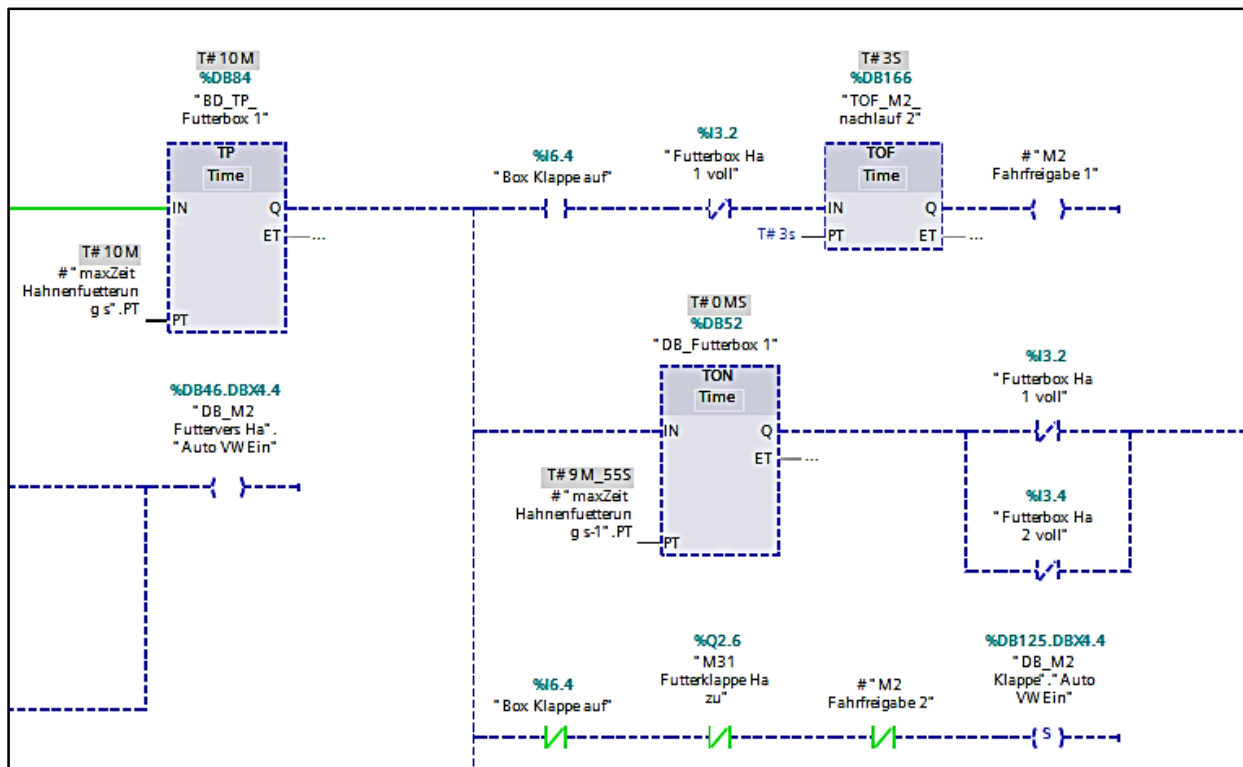 T# 10 M
%DB84
"BD_TP_
Futterbox 1"
TP
Time
IN
Q
ET
...
T# 10 M
#"maxZeit
Hahnenfuetterun
g s".PT
PT
%I6.4
"Box Klappe auf"
%I3.2
"Futterbox Ha
1 voll"
T# 3S
%DB166
"TOF_M2_
nachlauf 2"
TOF
Time
IN
Q
T# 3s
PT
ET
...
#"M2
Fahrfreigabe 1"
%DB46.DBX4.4
"DB_M2
Futtervers Ha".
"Auto VW Ein"
T# 0MS
%DB52
"DB_Futterbox 1"
TON
Time
IN
Q
ET
...
T# 9M_55S
#"maxZeit
Hahnenfuetterun
g s-1".PT
PT
%I3.2
"Futterbox Ha
1 voll"
%I3.4
"Futterbox Ha
2 voll"
%I6.4
"Box Klappe auf"
%Q2.6
"M31
Futterklappe Ha
zu"
#"M2
Fahrfreigabe 2"
%DB125.DBX4.4
"DB_M2
Klappe"."Auto
VW Ein"
S